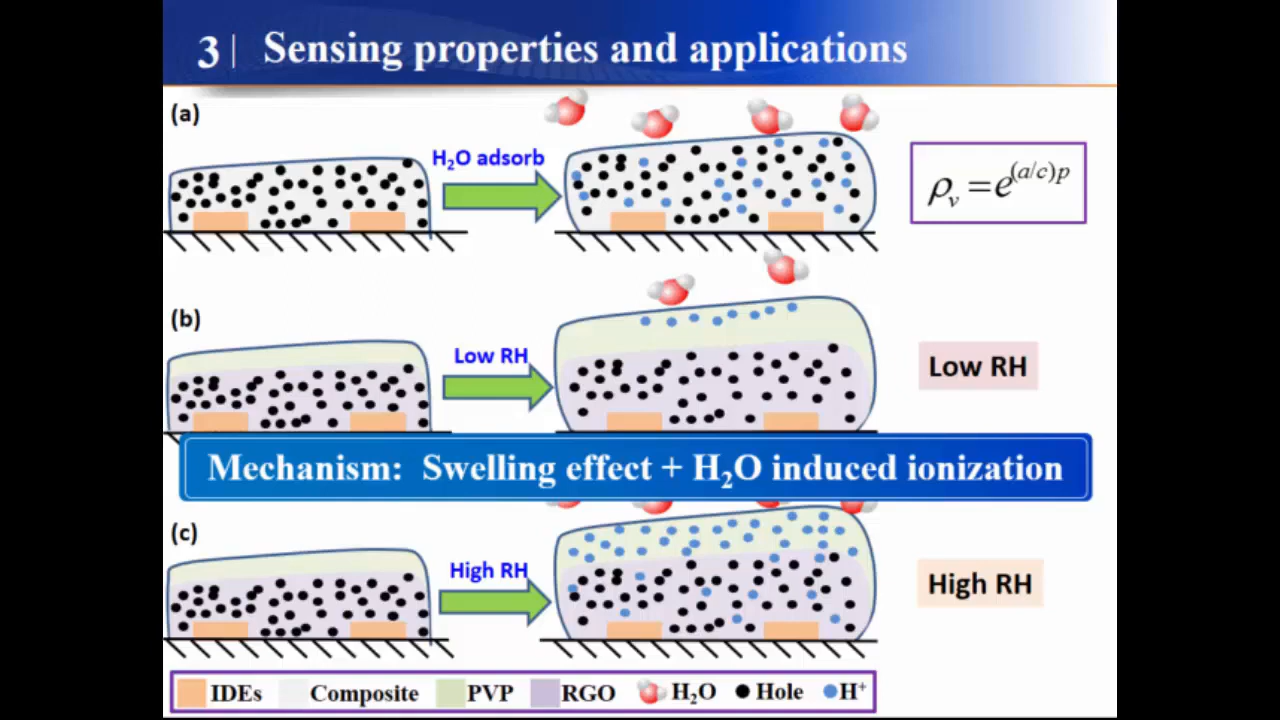 3 | Sensing properties and applications
(a)
H₂O adsorb
ρᵥ = e^(a/c)p
(b)
Low RH
Low RH
Mechanism: Swelling effect + H₂O induced ionization
(c)
High RH
High RH
IDEs Composite PVP RGO H₂O Hole H⁺